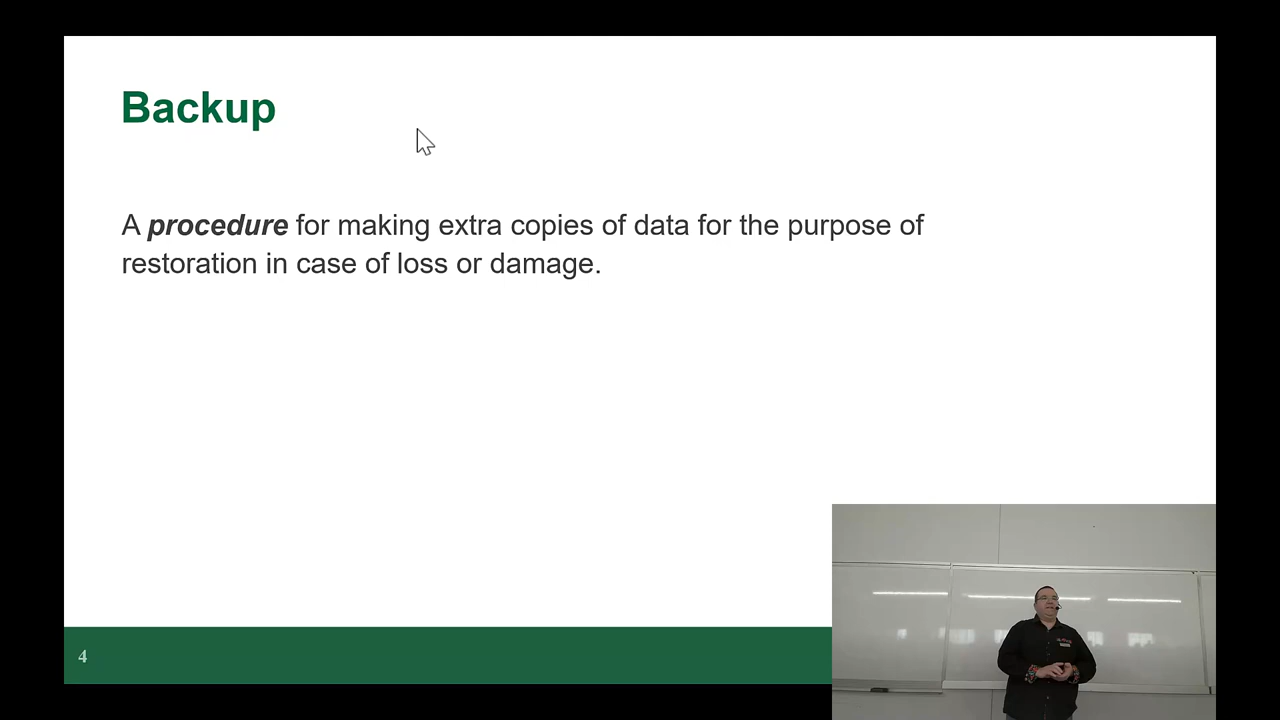 Backup
A procedure for making extra copies of data for the purpose of
restoration in case of loss or damage.
4